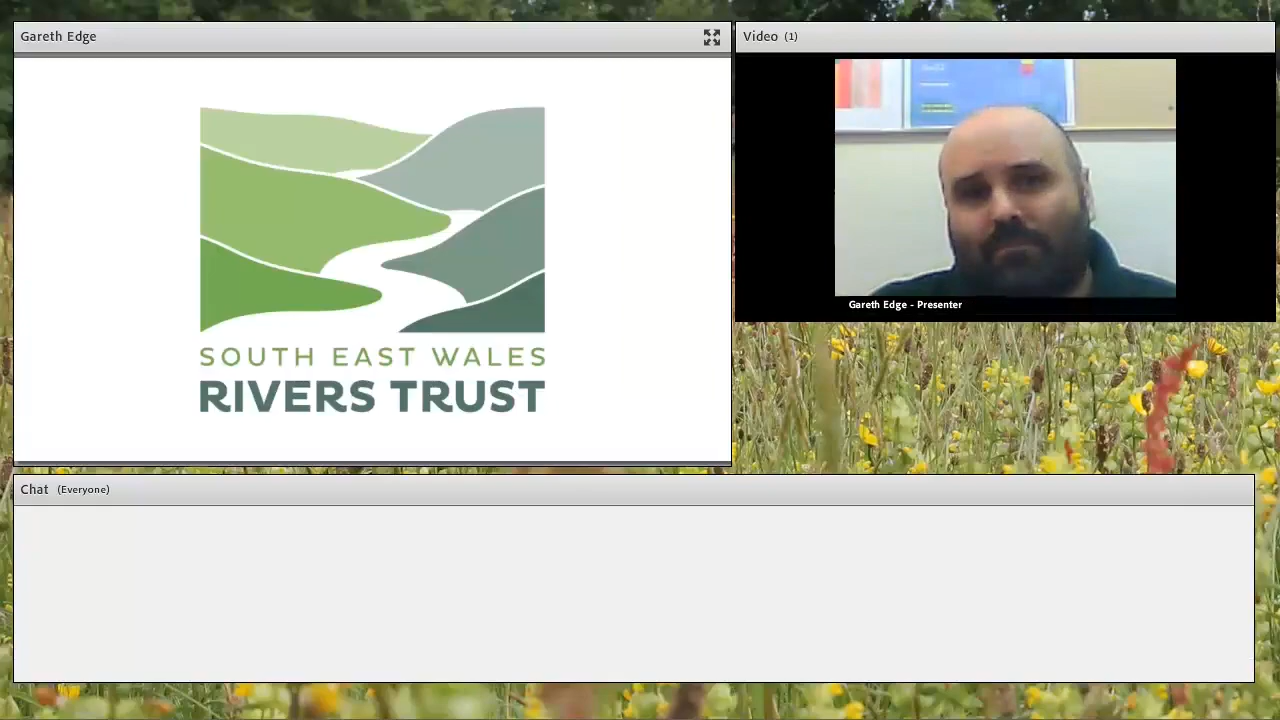 Gareth Edge
Video (1)
SOUTH EAST WALES
RIVERS TRUST
Gareth Edge - Presenter
Chat (Everyone)